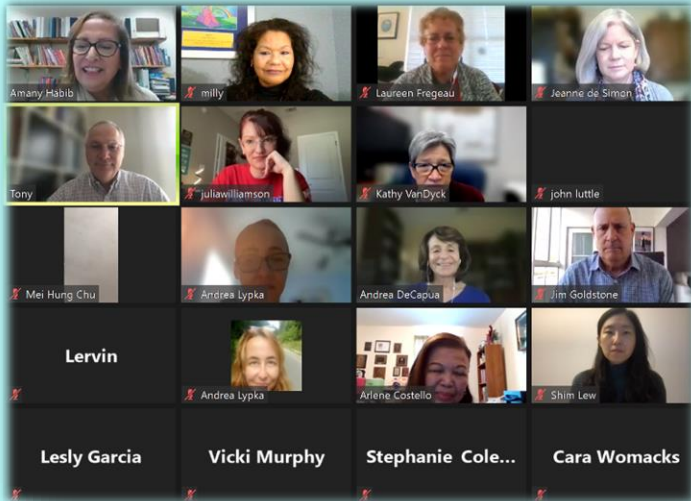 Amany Habib
milly
Laureen Fregeau
Jeanne de Simon
Tony
juliawilliamson
Kathy VanDyck
john luttle
Mei Hung Chu
Andrea Lypka
Andrea DeCapua
Jim Goldstone
Lervin
Andrea Lypka
Arlene Costello
Shim Lew
Lesly Garcia
Vicki Murphy
Stephanie Cole...
Cara Womacks